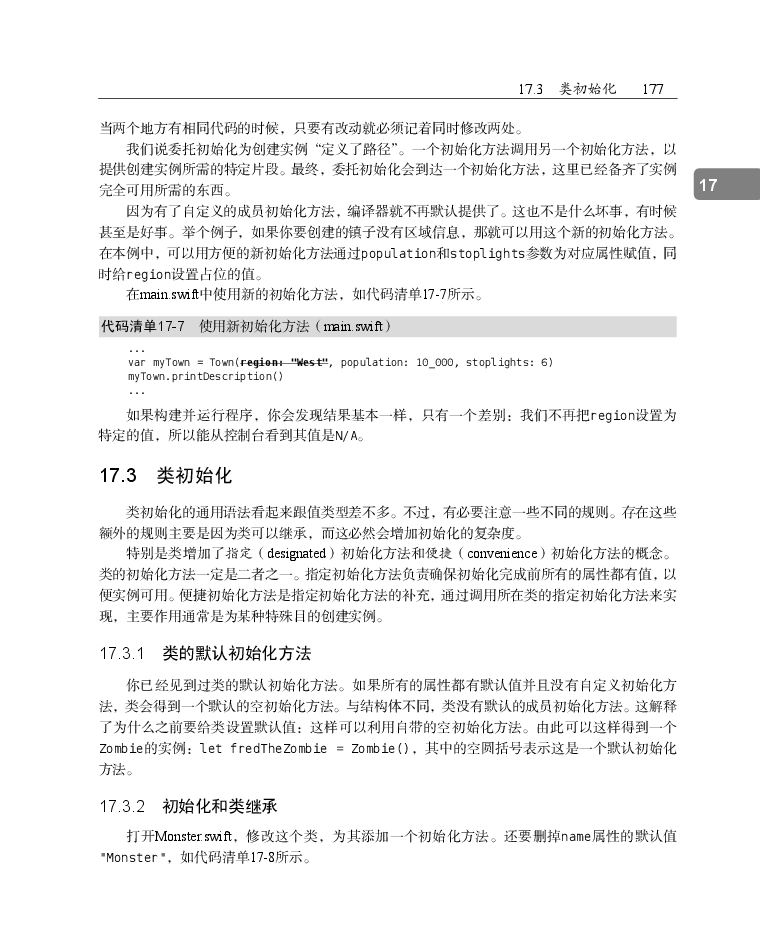 17.3 类初始化 177
当两个地方有相同代码的时候，只要有改动就必须记着同时修改两处。
我们说委托初始化为创建实例“定义了路径”。一个初始化方法调用另一个初始化方法，以
提供创建实例所需的特定片段。最终，委托初始化会到达一个初始化方法，这里已经备齐了实例
完全可用所需的东西。
17
因为有了自定义的成员初始化方法，编译器就不再默认提供了。这也不是什么坏事，有时候
甚至是好事。举个例子，如果你要创建的镇子没有区域信息，那就可以用这个新的初始化方法。
在本例中，可以用方便的新初始化方法通过population和stoplights参数为对应属性赋值，同
时给region设置占位的值。
在main.swift中使用新的初始化方法，如代码清单17-7所示。
代码清单17-7 使用新初始化方法（main.swift）
...
var myTown = Town(region: "West", population: 10_000, stoplights: 6)
myTown.printDescription()
...
如果构建并运行程序，你会发现结果基本一样，只有一个差别：我们不再把region设置为
特定的值，所以能从控制台看到其值是N/A。
17.3 类初始化
类初始化的通用语法看起来跟值类型差不多。不过，有必要注意一些不同的规则。存在这些
额外的规则主要是因为类可以继承，而这必然会增加初始化的复杂度。
特别是类增加了指定（designated）初始化方法和便捷（convenience）初始化方法的概念。
类的初始化方法一定是二者之一。指定初始化方法负责确保初始化完成前所有的属性都有值，以
便实例可用。便捷初始化方法是指定初始化方法的补充，通过调用所在类的指定初始化方法来实
现，主要作用通常是为某种特殊目的创建实例。
17.3.1 类的默认初始化方法
你已经见到过类的默认初始化方法。如果所有的属性都有默认值并且没有自定义初始化方
法，类会得到一个默认的空初始化方法。与结构体不同，类没有默认的成员初始化方法。这解释
了为什么之前要给类设置默认值：这样可以利用自带的空初始化方法。由此可以这样得到一个
Zombie的实例：let fredTheZombie = Zombie()，其中的空圆括号表示这是一个默认初始化
方法。
17.3.2 初始化和类继承
打开Monster.swift，修改这个类，为其添加一个初始化方法。还要删掉name属性的默认值
"Monster"，如代码清单17-8所示。